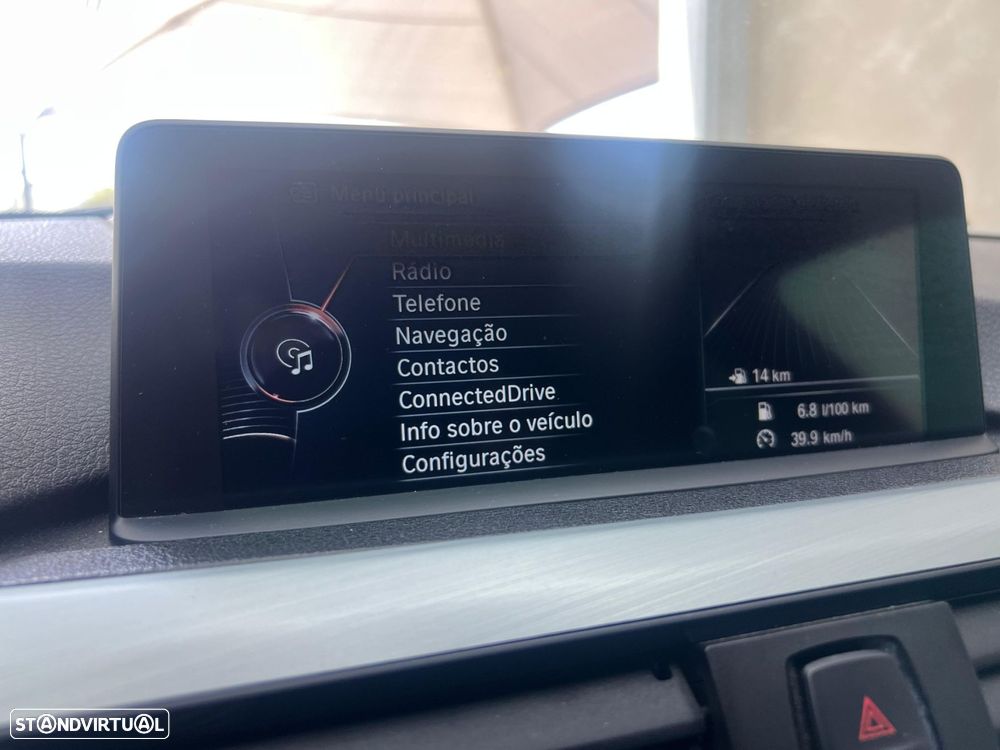 Menu principal
Multimédia
Rádio
Telefone
Navegação
Contactos
ConnectedDrive
Info sobre o veículo
Configurações
14 km
6.8 l/100 km
39.9 km/h
STANDVIRTUAL